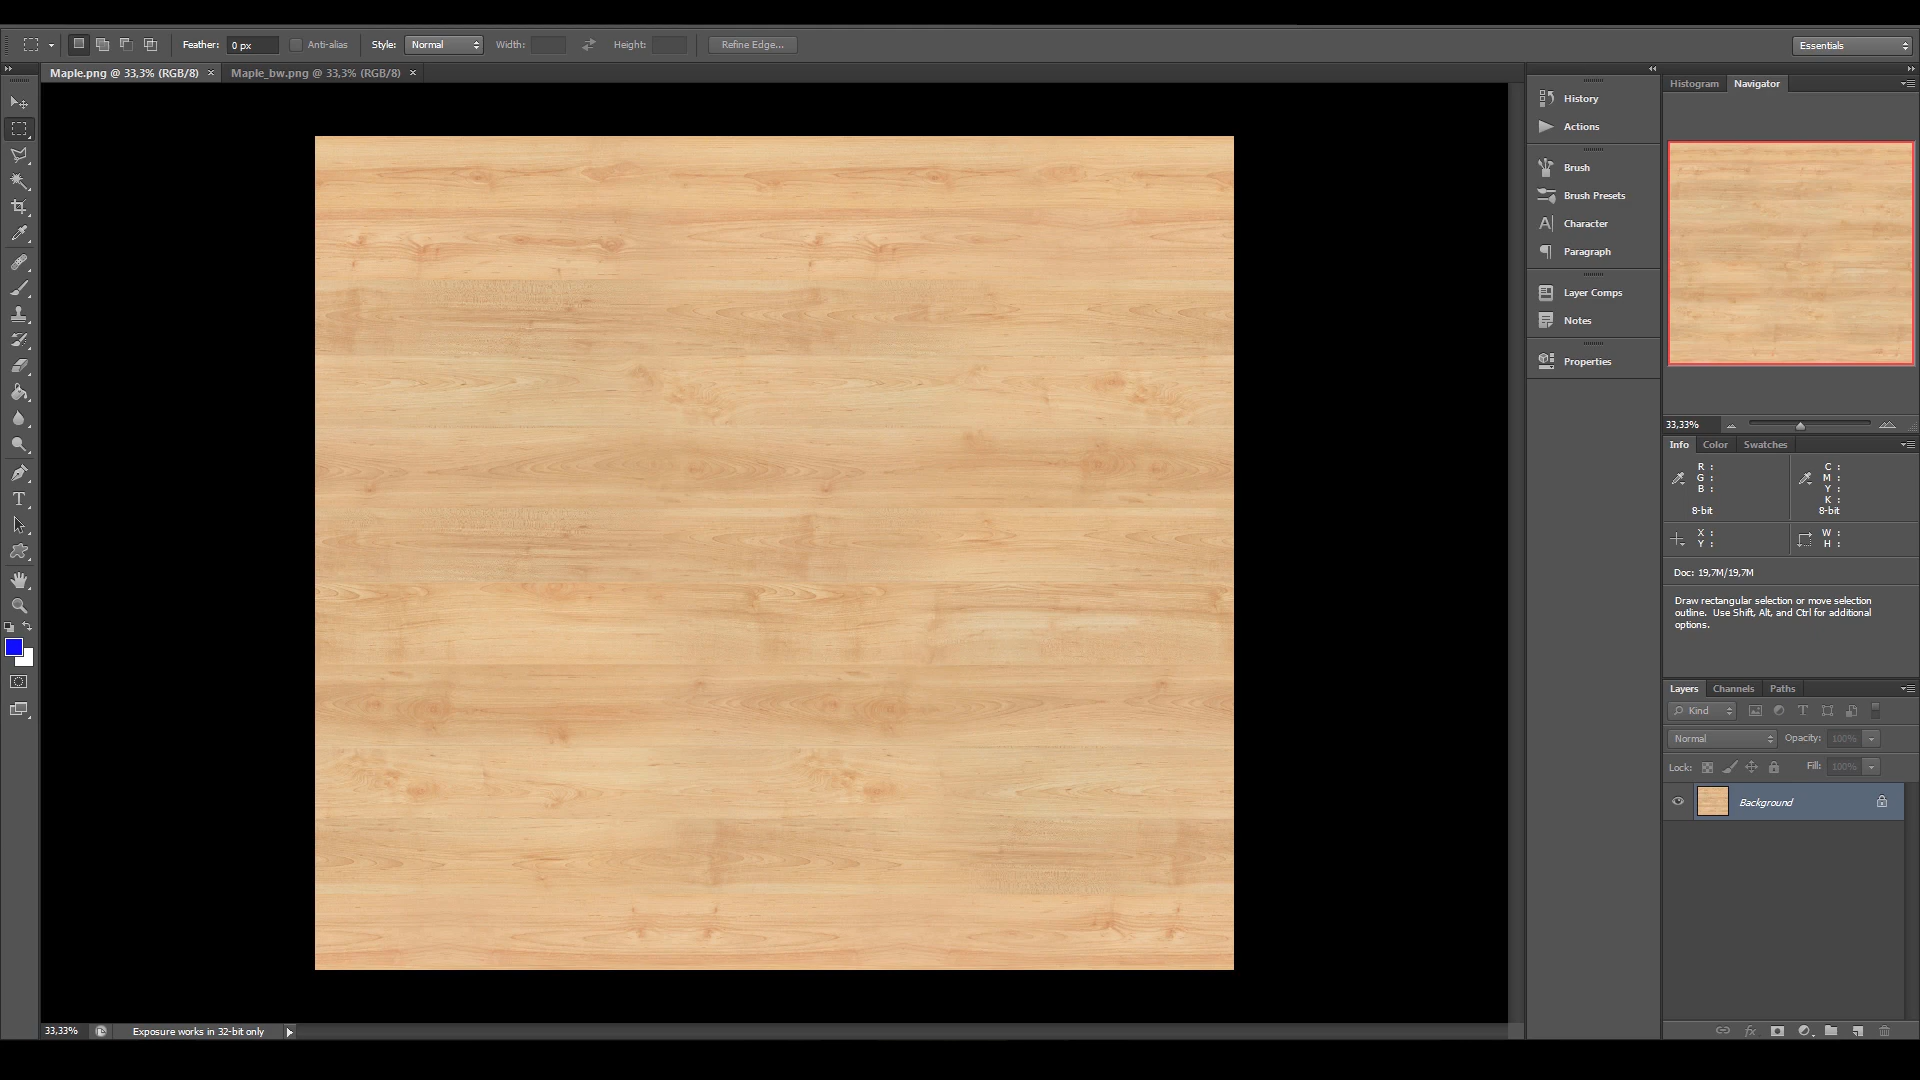 Feather: 0 px Anti-alias Style: Normal Width: Height: Refine Edge... Essentials
Maple.png @ 33,3% (RGB/8) × Maple_bw.png @ 33,3% (RGB/8) ×
Histogram Navigator
History
Actions
Brush
Brush Presets
Character
Paragraph
Layer Comps
Notes
Properties
33,33%
Info Color Swatches
R : C :
G : M :
B : Y :
K :
8-bit 8-bit
X : W :
Y : H :
Doc: 19,7M/19,7M
Draw rectangular selection or move selection
outline. Use Shift, Alt, and Ctrl for additional
options.
Layers Channels Paths
Kind
Normal Opacity: 100%
Lock: Fill: 100%
Background
33,33% Exposure works in 32-bit only